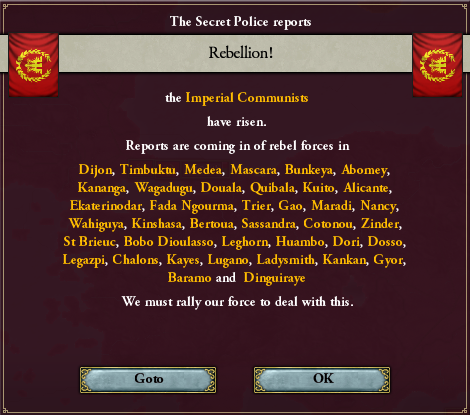 The Secret Police reports
Rebellion!
the Imperial Communists
have risen.
Reports are coming in of rebel forces in
Dijon, Timbuktu, Medea, Mascara, Bunkeya, Abomey,
Kananga, Wagadugu, Douala, Quibala, Kuito, Alicante,
Ekaterinodar, Fada Ngourma, Trier, Gao, Maradi, Nancy,
Wahiguya, Kinshasa, Bertoua, Sassandra, Cotonou, Zinder,
St Brieuc, Bobo Dioulasso, Leghorn, Huambo, Dori, Dosso,
Legazpi, Chalons, Kayes, Lugano, Ladysmith, Kankan, Gyor,
Baramo and Dinguiraye
We must rally our force to deal with this.
Goto
OK